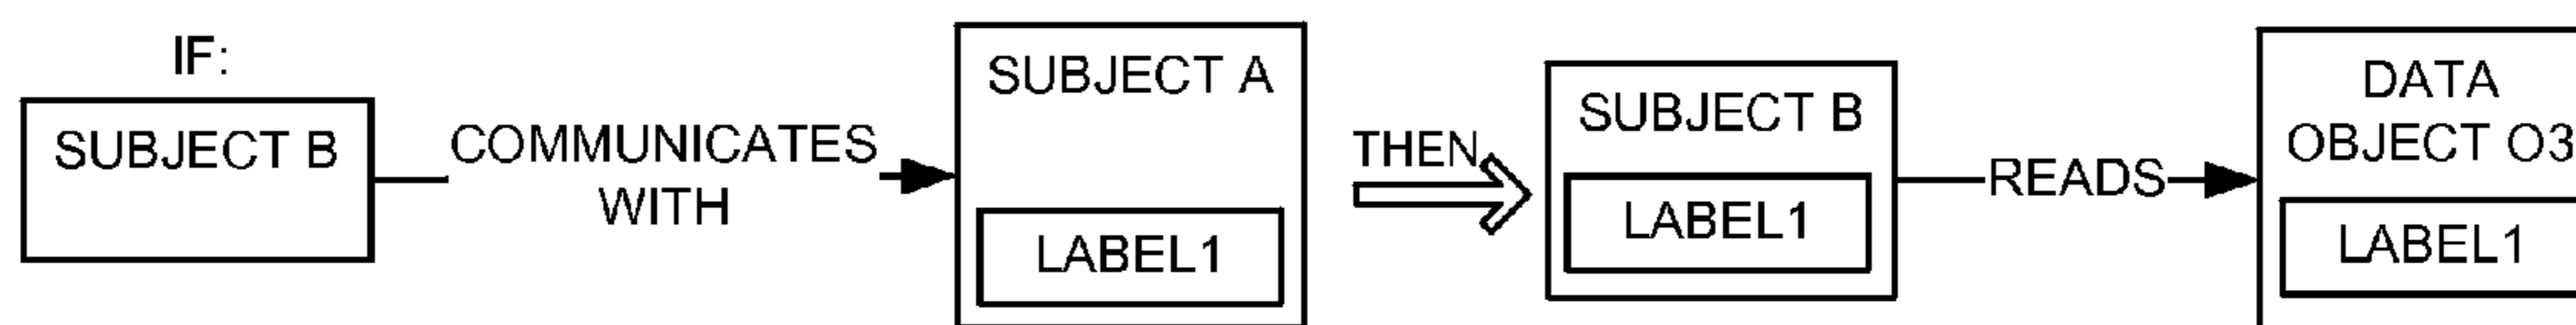 IF:
SUBJECT B
COMMUNICATES
WITH
SUBJECT A
LABEL1
THEN
SUBJECT B
LABEL1
READS
DATA
OBJECT O3
LABEL1